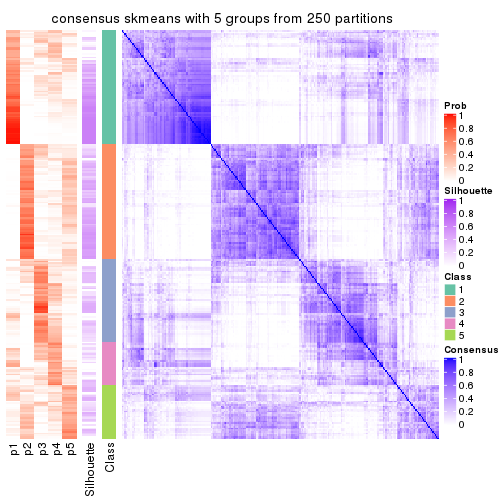 consensus skmeans with 5 groups from 250 partitions
Prob
1
0.8
0.6
0.4
0.2
0
Silhouette
1
0.8
0.6
0.4
0.2
0
Class
1
2
3
4
5
Consensus
1
0.8
0.6
0.4
0.2
0
p1
p2
p3
p4
p5
Silhouette
Class